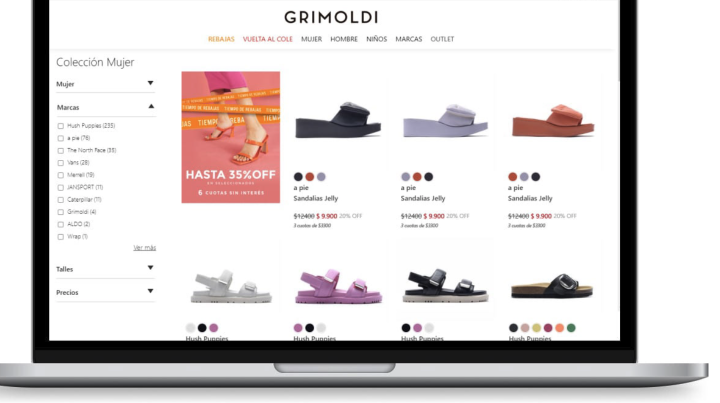 GRIMOLDI
REBAJAS VUELTA AL COLE MUJER HOMBRE NIÑOS MARCAS OUTLET
Colección Mujer
Mujer
Marcas
Hush Puppies (235)
a pie (76)
The North Face (55)
Vans (28)
Merrell (19)
JANSPORT (11)
Caterpillar (11)
Grimoldi (4)
ALDO (2)
Wrap (1)
Ver más
Talles
Precios
TIEMPO DE REBAJAS
HASTA 35%OFF
EN SELECCIONADOS
6 CUOTAS SIN INTERÉS
a pie
Sandalias Jelly
$12400 $ 9.900 20% OFF
3 cuotas de $3300
a pie
Sandalias Jelly
$12400 $ 9.900 20% OFF
3 cuotas de $3300
a pie
Sandalias Jelly
$12400 $ 9.900 20% OFF
3 cuotas de $3300
Hush Puppies
Hush Puppies
Hush Puppies
Hush Puppies